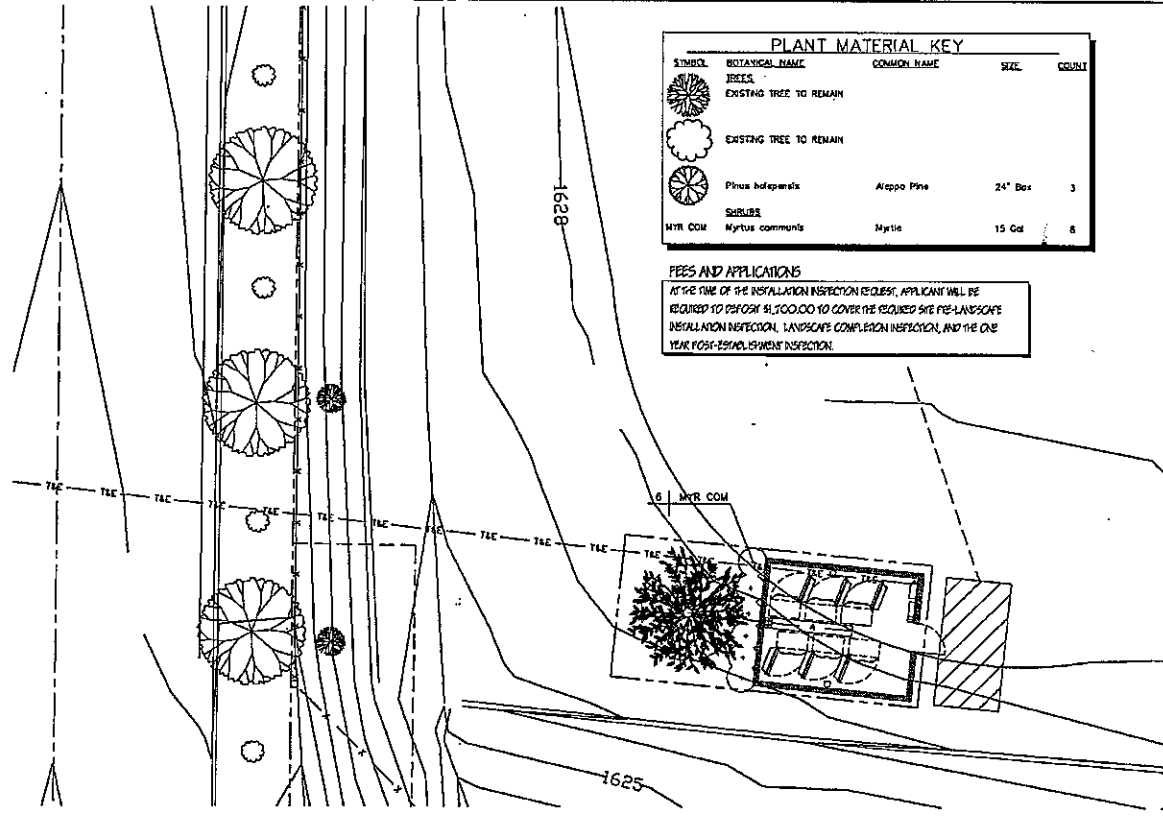 PLANT MATERIAL KEY
SYMBOL BOTANICAL NAME COMMON NAME SIZE COUNT
TREES
EXISTING TREE TO REMAIN
EXISTING TREE TO REMAIN
Pinus halepensis Aleppo Pine 24" Box 3
SHRUBS
MYR COM Myrtus communis Myrtle 15 Gal 6
FEES AND APPLICATIONS
AT THE TIME OF THE INSTALLATION INSPECTION REQUEST, APPLICANT WILL BE
REQUIRED TO DEPOSIT $1,700.00 TO COVER THE REQUIRED SITE PRE-LANDSCAPE
INSTALLATION INSPECTION, LANDSCAPE COMPLETION INSPECTION, AND THE ONE
YEAR POST-ESTABLISHMENT INSPECTION.
1628
T&E T&E T&E T&E T&E T&E T&E T&E T&E T&E T&E T&E T&E
6 MYR COM
1625